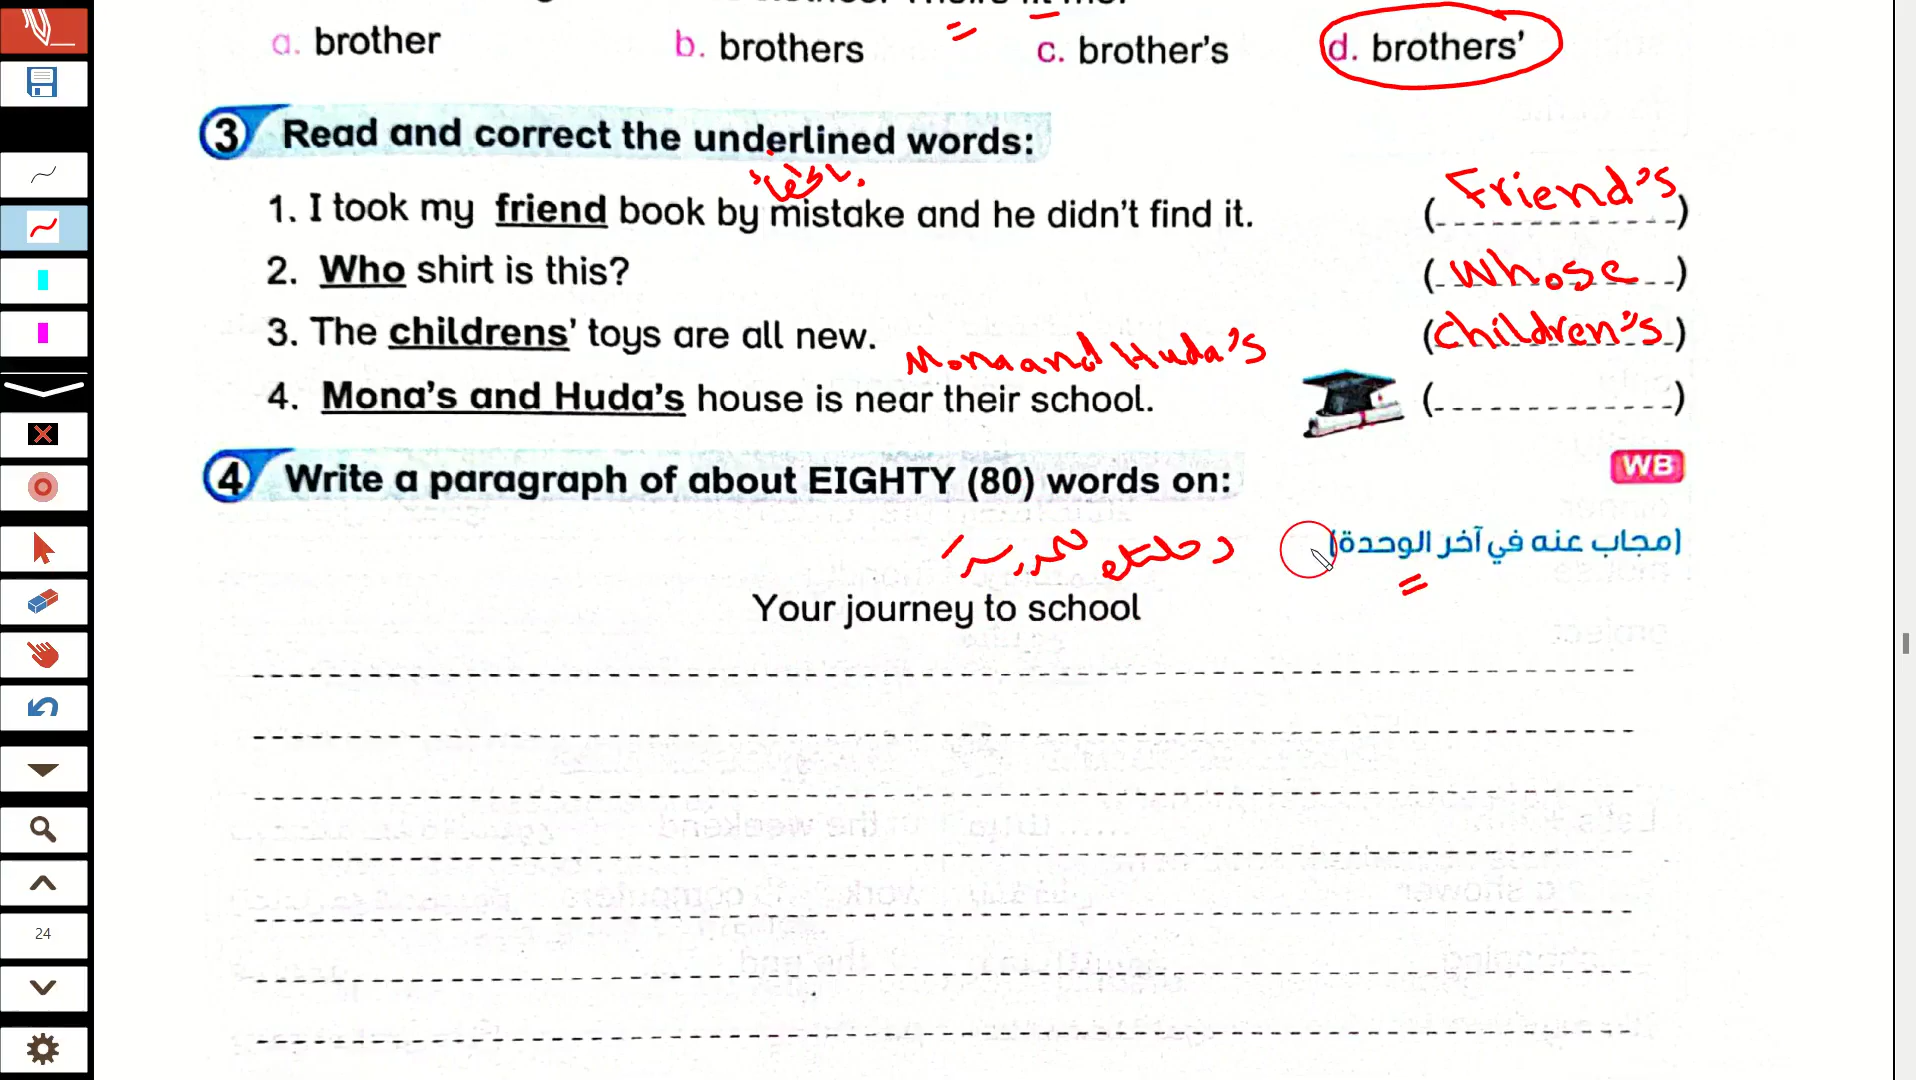 a. brother b. brothers c. brother's d. brothers'
3 Read and correct the underlined words:
بالخطأ
1. I took my friend book by mistake and he didn't find it. (Friend's)
2. Who shirt is this? (Whose)
3. The childrens' toys are all new. (children's)
Mona and Huda's
4. Mona's and Huda's house is near their school. (............)
4 Write a paragraph of about EIGHTY (80) words on: WB
(مجاب عنه في آخر الوحدة)
Your journey to school
24